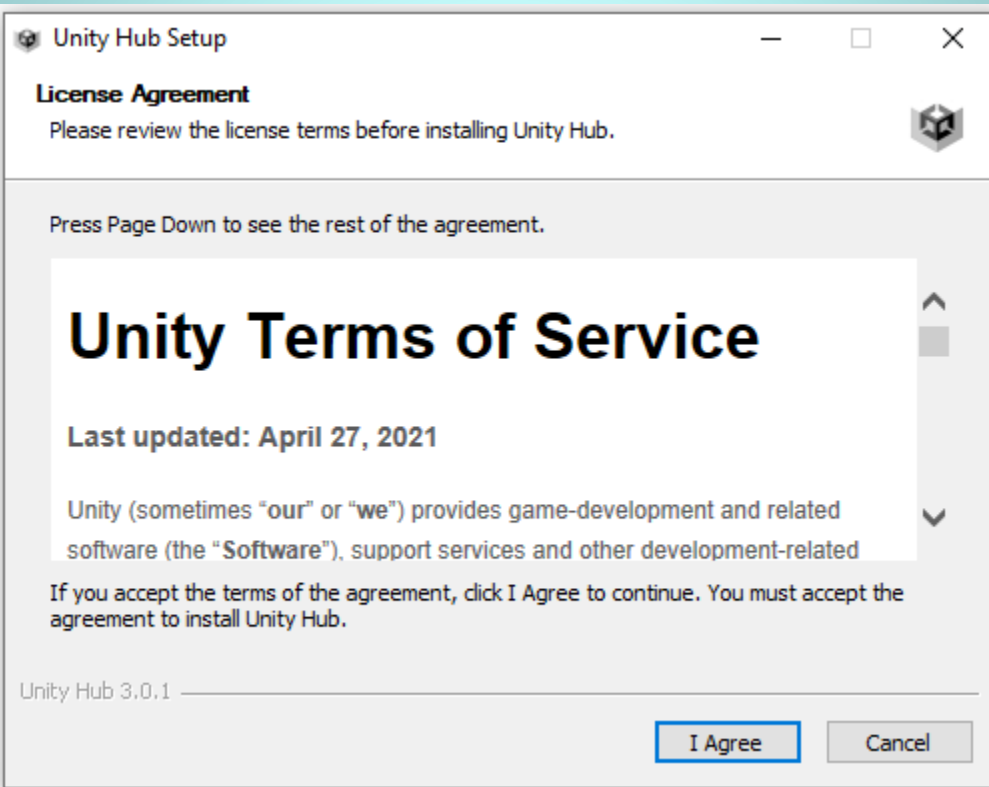 Unity Hub Setup
License Agreement
Please review the license terms before installing Unity Hub.
Press Page Down to see the rest of the agreement.
Unity Terms of Service
Last updated: April 27, 2021
Unity (sometimes “our” or “we”) provides game-development and related
software (the “Software”), support services and other development-related
If you accept the terms of the agreement, click I Agree to continue. You must accept the
agreement to install Unity Hub.
Unity Hub 3.0.1
I Agree
Cancel